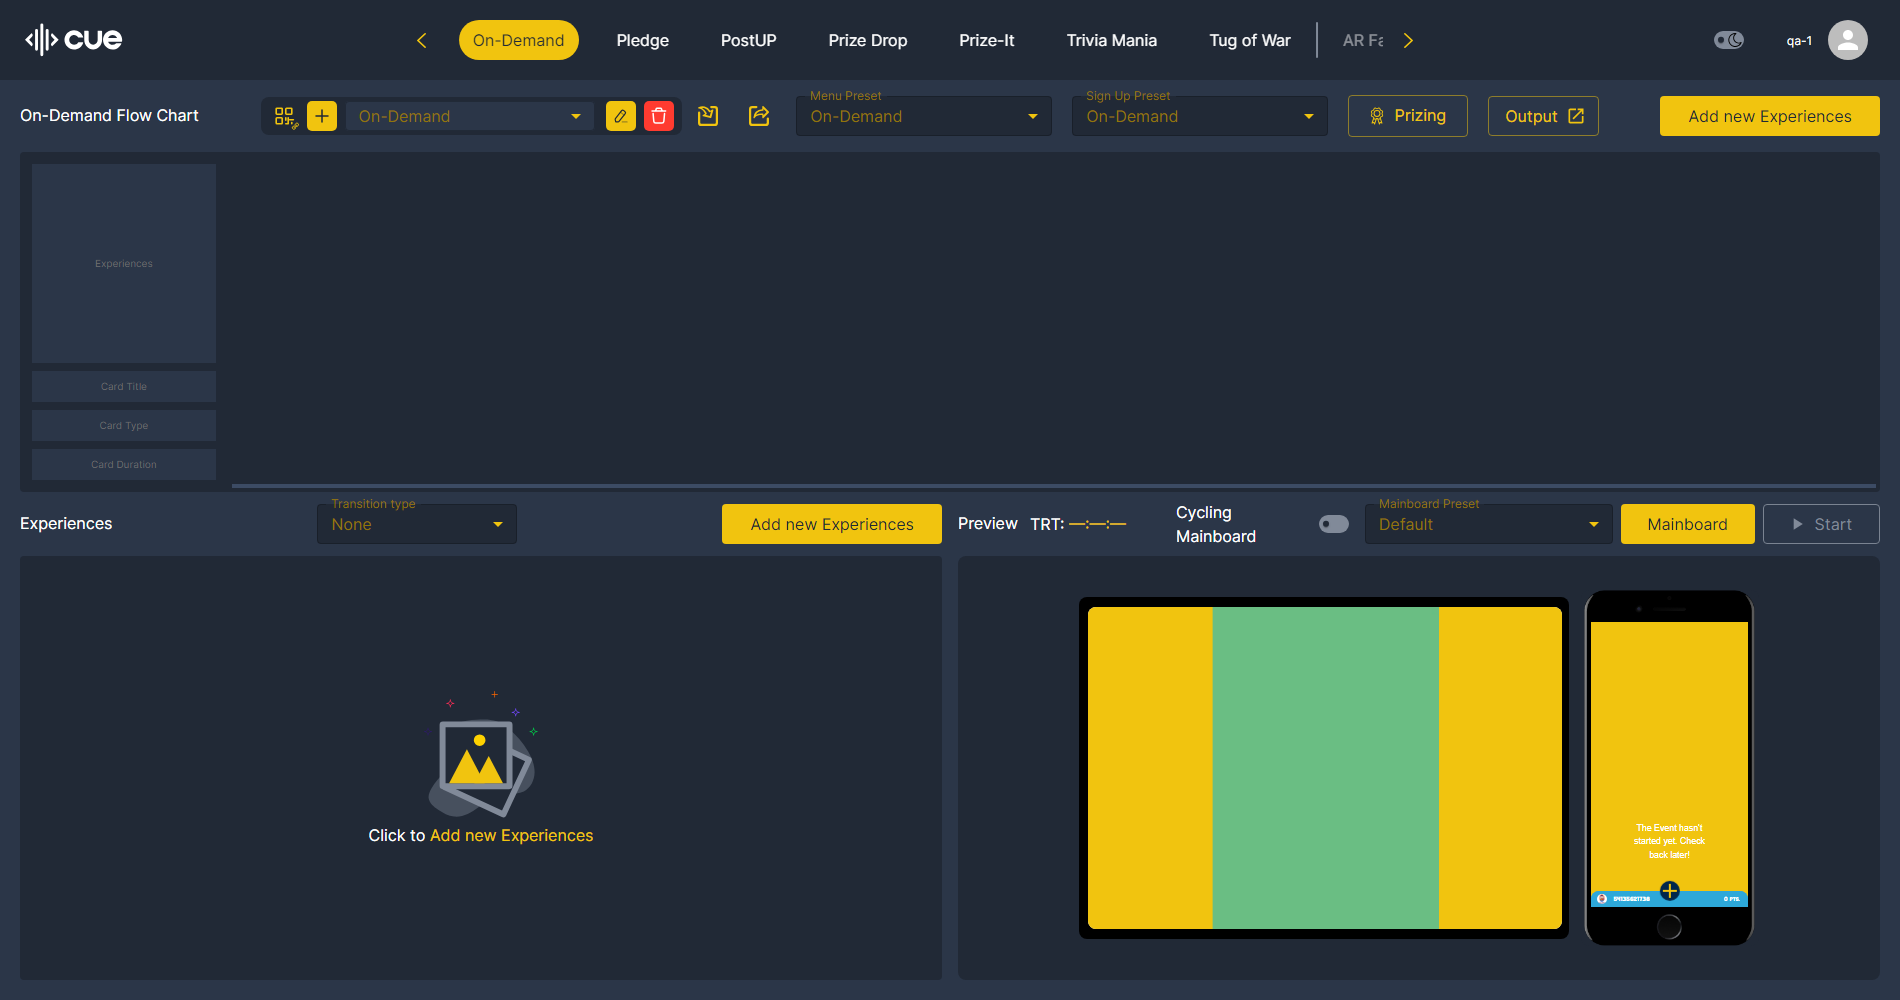 cue
On-Demand
Pledge
PostUP
Prize Drop
Prize-It
Trivia Mania
Tug of War
AR Fa
qa-1
On-Demand Flow Chart
On-Demand
Menu Preset
On-Demand
Sign Up Preset
On-Demand
Prizing
Output
Add new Experiences
Experiences
Card Title
Card Type
Card Duration
Experiences
Transition type
None
Add new Experiences
Preview
TRT: —:—:—
Cycling
Mainboard
Mainboard Preset
Default
Mainboard
Start
Click to Add new Experiences
The Event hasn't
started yet. Check
back later!
0 PTS.